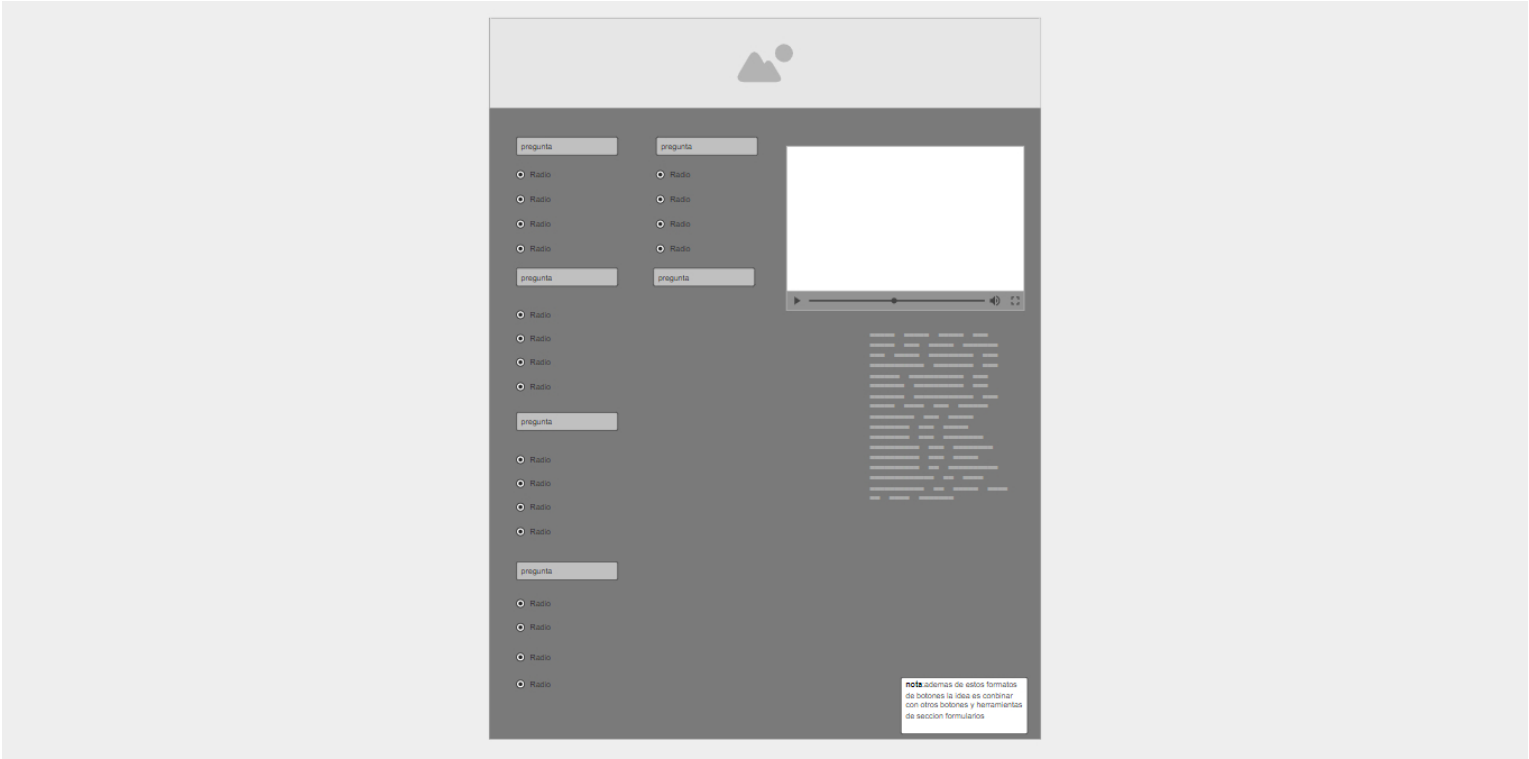 pregunta
Radio
Radio
Radio
Radio
pregunta
Radio
Radio
Radio
Radio
pregunta
Radio
Radio
Radio
Radio
pregunta
Radio
Radio
Radio
Radio
pregunta
Radio
Radio
Radio
Radio
pregunta
nota.ademas de estos formatos
de botones la idea es conbinar
con otros botones y herramientas
de seccion formularios